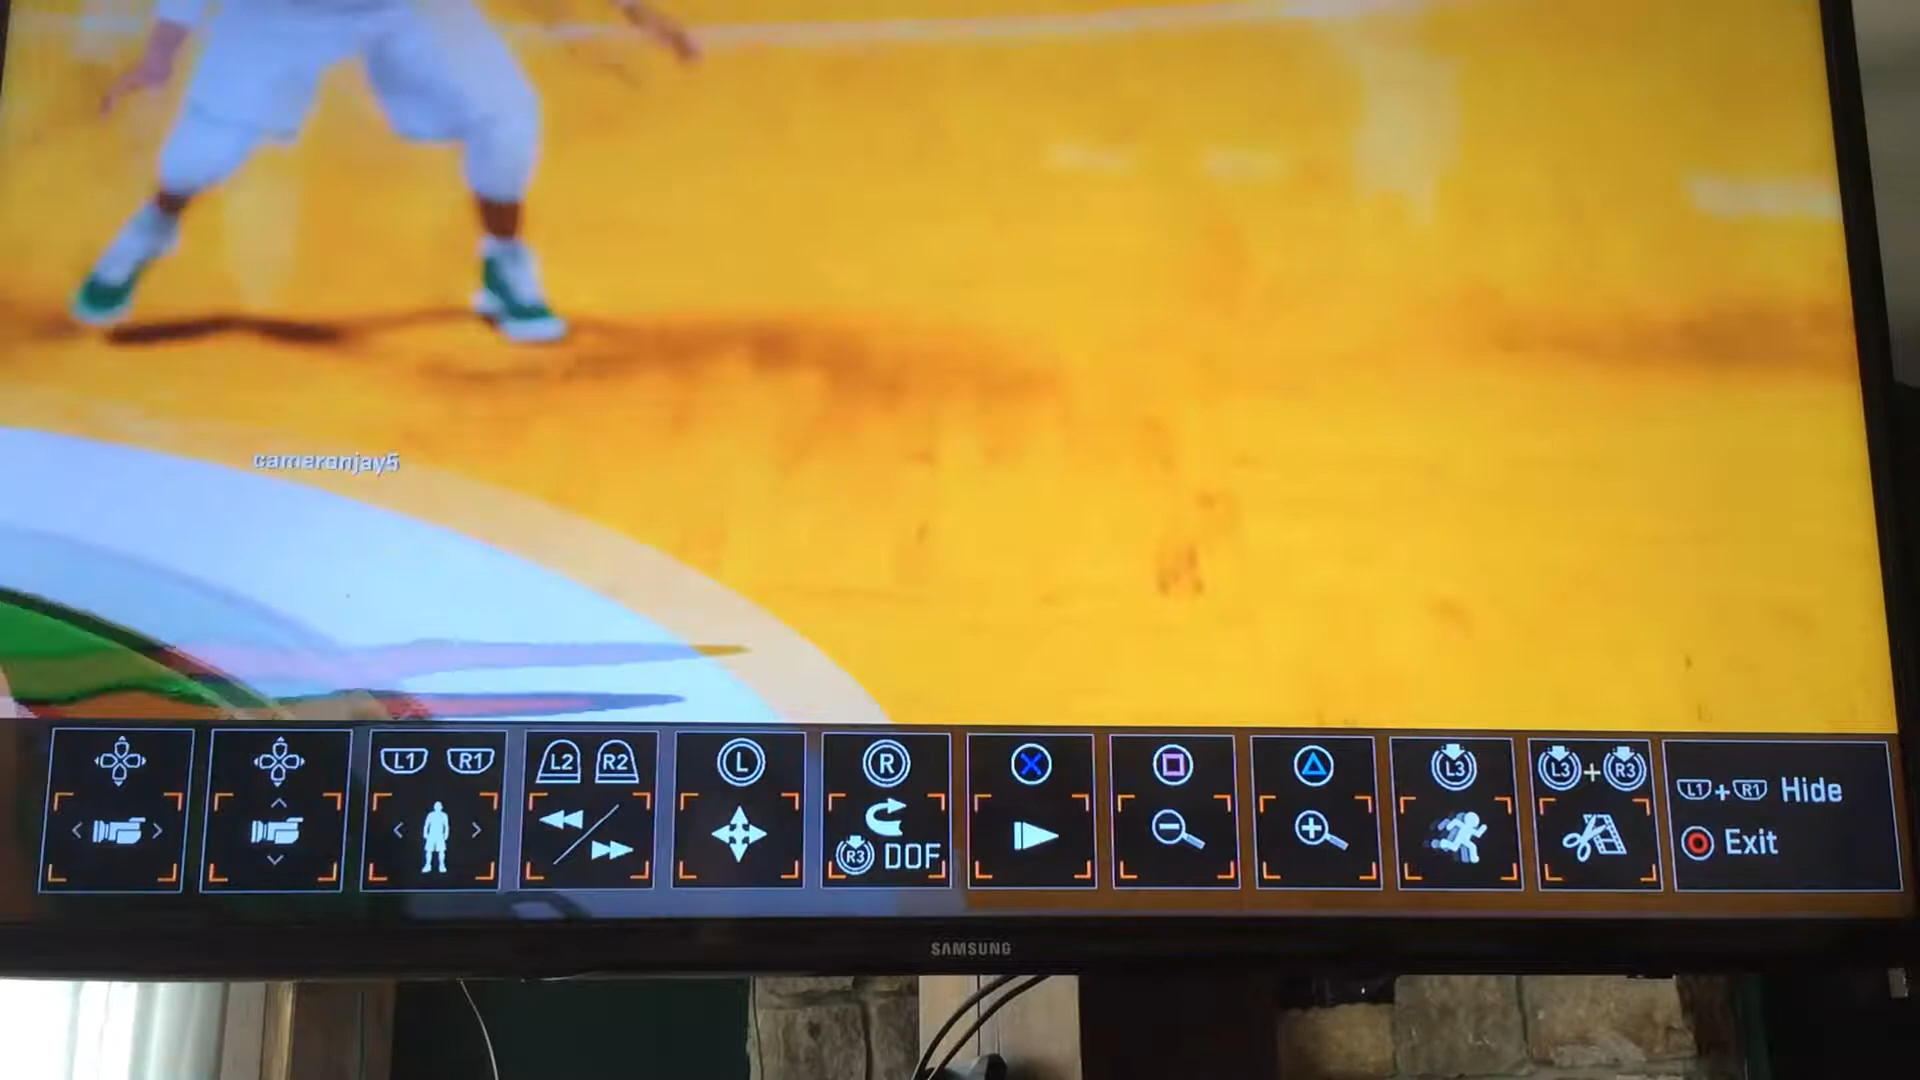 cameronjay5
L1 R1
L2 R2
L
R
L3
L3 + R3
L1 + R1 Hide
R3 DOF
Exit
SAMSUNG